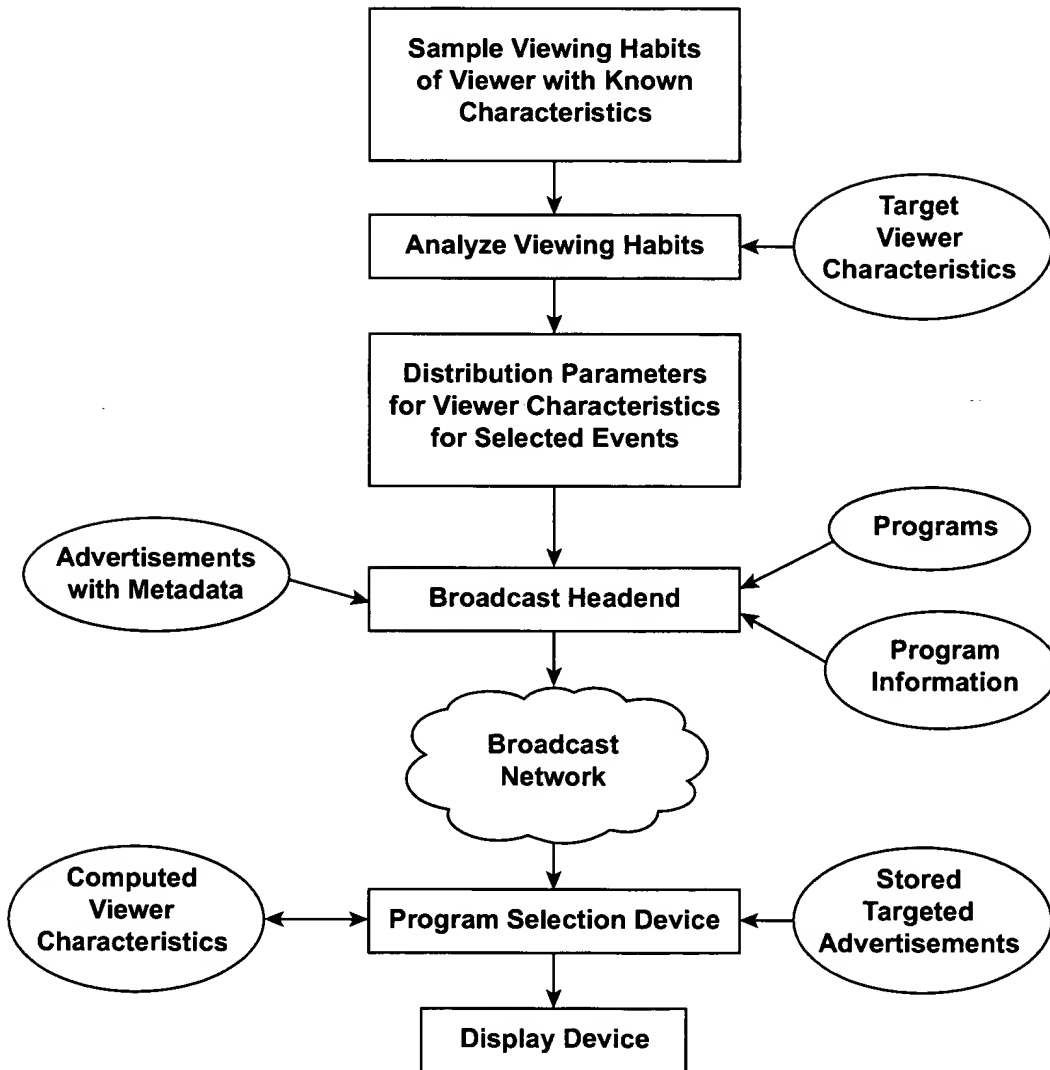 Sample Viewing Habits
of Viewer with Known
Characteristics
Analyze Viewing Habits
Target
Viewer
Characteristics
Distribution Parameters
for Viewer Characteristics
for Selected Events
Advertisements
with Metadata
Broadcast Headend
Programs
Program
Information
Broadcast
Network
Computed
Viewer
Characteristics
Program Selection Device
Stored
Targeted
Advertisements
Display Device